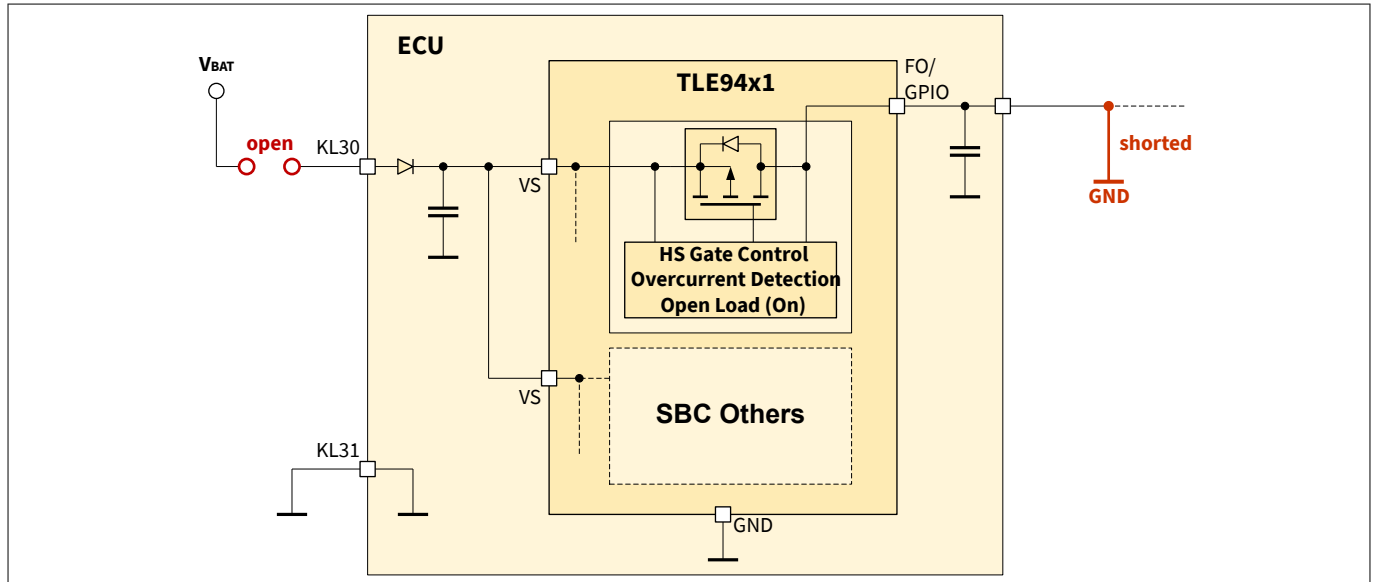 ECU
VBAT
TLE94x1
FO/
GPIO
open
KL30
shorted
VS
GND
HS Gate Control
Overcurrent Detection
Open Load (On)
VS
SBC Others
KL31
GND